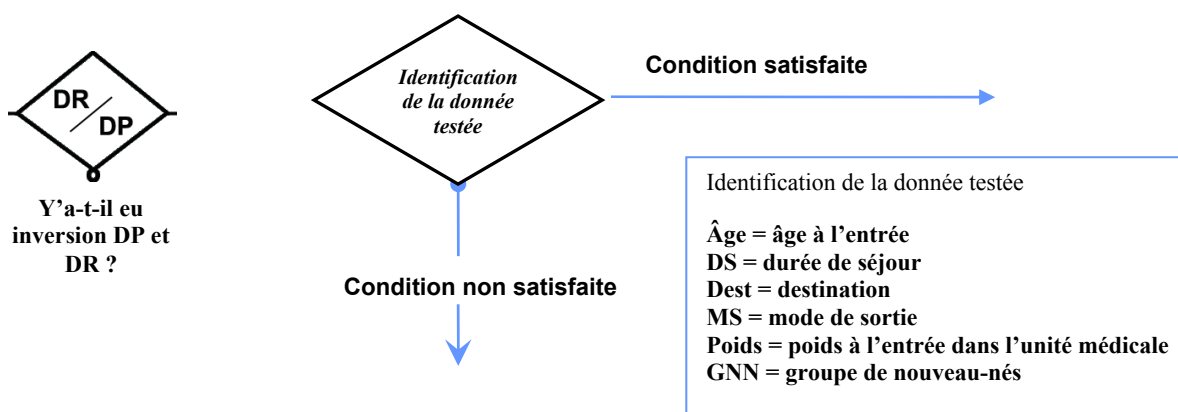 DR
DP
Y'a-t-il eu
inversion DP et
DR ?
Identification
de la donnée
testée
Condition satisfaite
Condition non satisfaite
Identification de la donnée testée
Âge = âge à l'entrée
DS = durée de séjour
Dest = destination
MS = mode de sortie
Poids = poids à l'entrée dans l'unité médicale
GNN = groupe de nouveau-nés